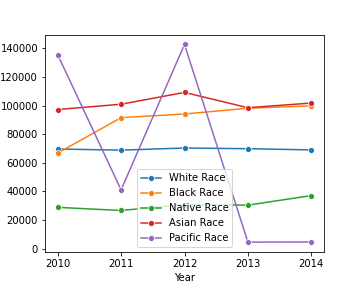 140000
120000
100000
80000
60000
40000
20000
0
White Race
Black Race
Native Race
Asian Race
Pacific Race
2010 2011 2012 2013 2014
Year